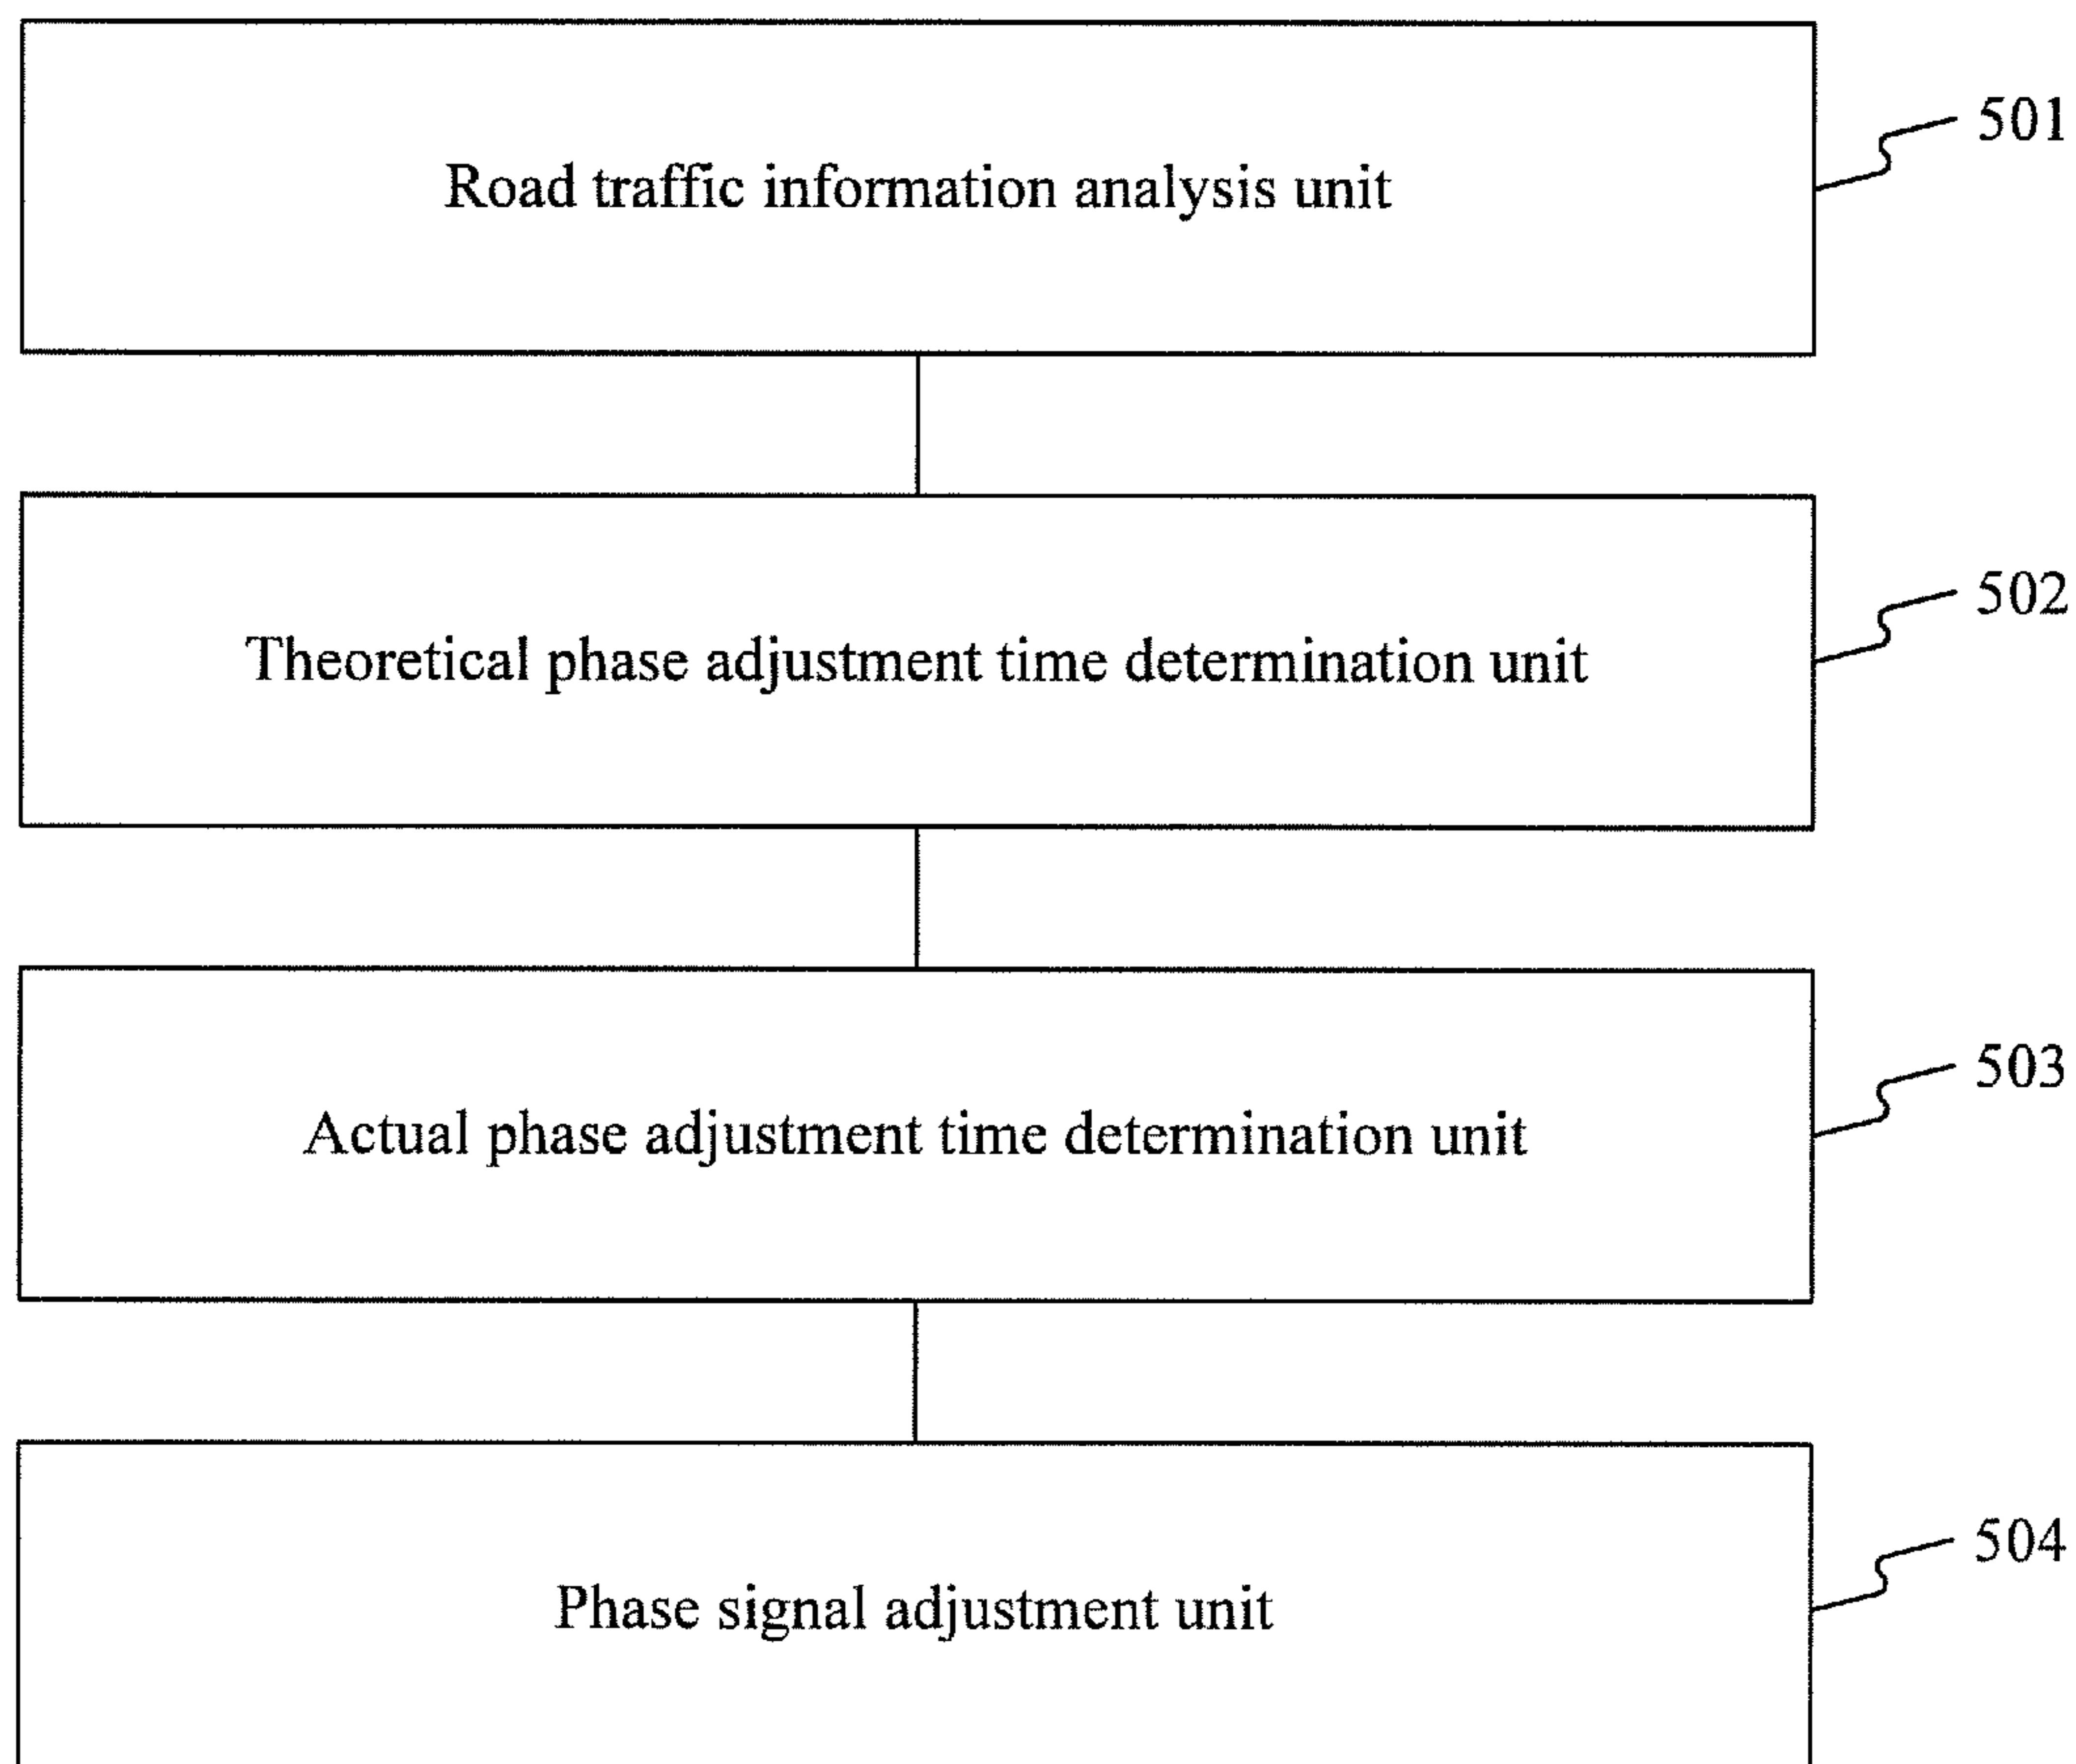 501
Road traffic information analysis unit
502
Theoretical phase adjustment time determination unit
503
Actual phase adjustment time determination unit
504
Phase signal adjustment unit